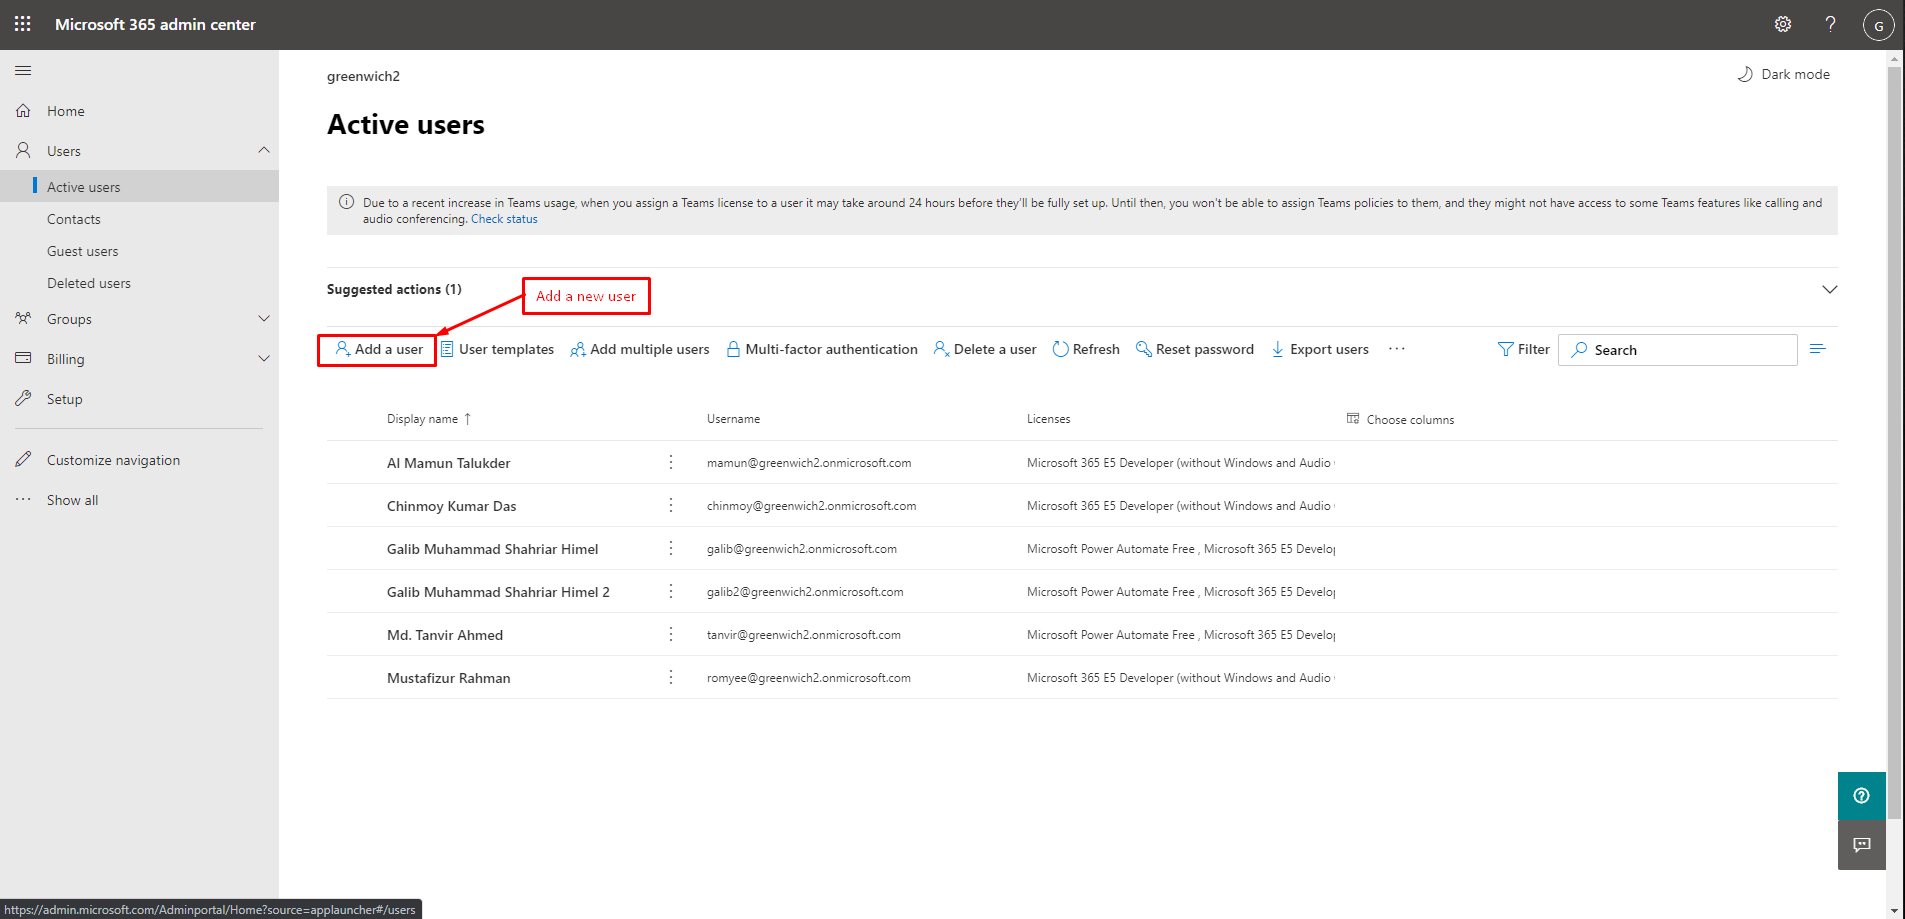 Microsoft 365 admin center
G
greenwich2
Dark mode
Home
Users
Active users
Contacts
Guest users
Deleted users
Groups
Billing
Setup
Customize navigation
Show all
Active users
Due to a recent increase in Teams usage, when you assign a Teams license to a user it may take around 24 hours before they'll be fully set up. Until then, you won't be able to assign Teams policies to them, and they might not have access to some Teams features like calling and
audio conferencing. Check status
Suggested actions (1)
Add a new user
Add a user User templates Add multiple users Multi-factor authentication Delete a user Refresh Reset password Export users ... Filter Search
Display name ↑ Username Licenses Choose columns
Al Mamun Talukder mamun@greenwich2.onmicrosoft.com Microsoft 365 E5 Developer (without Windows and Audio
Chinmoy Kumar Das chinmoy@greenwich2.onmicrosoft.com Microsoft 365 E5 Developer (without Windows and Audio
Galib Muhammad Shahriar Himel galib@greenwich2.onmicrosoft.com Microsoft Power Automate Free , Microsoft 365 E5 Develop
Galib Muhammad Shahriar Himel 2 galib2@greenwich2.onmicrosoft.com Microsoft Power Automate Free , Microsoft 365 E5 Develop
Md. Tanvir Ahmed tanvir@greenwich2.onmicrosoft.com Microsoft Power Automate Free , Microsoft 365 E5 Develop
Mustafizur Rahman romyee@greenwich2.onmicrosoft.com Microsoft 365 E5 Developer (without Windows and Audio
https://admin.microsoft.com/Adminportal/Home?source=applauncher#/users